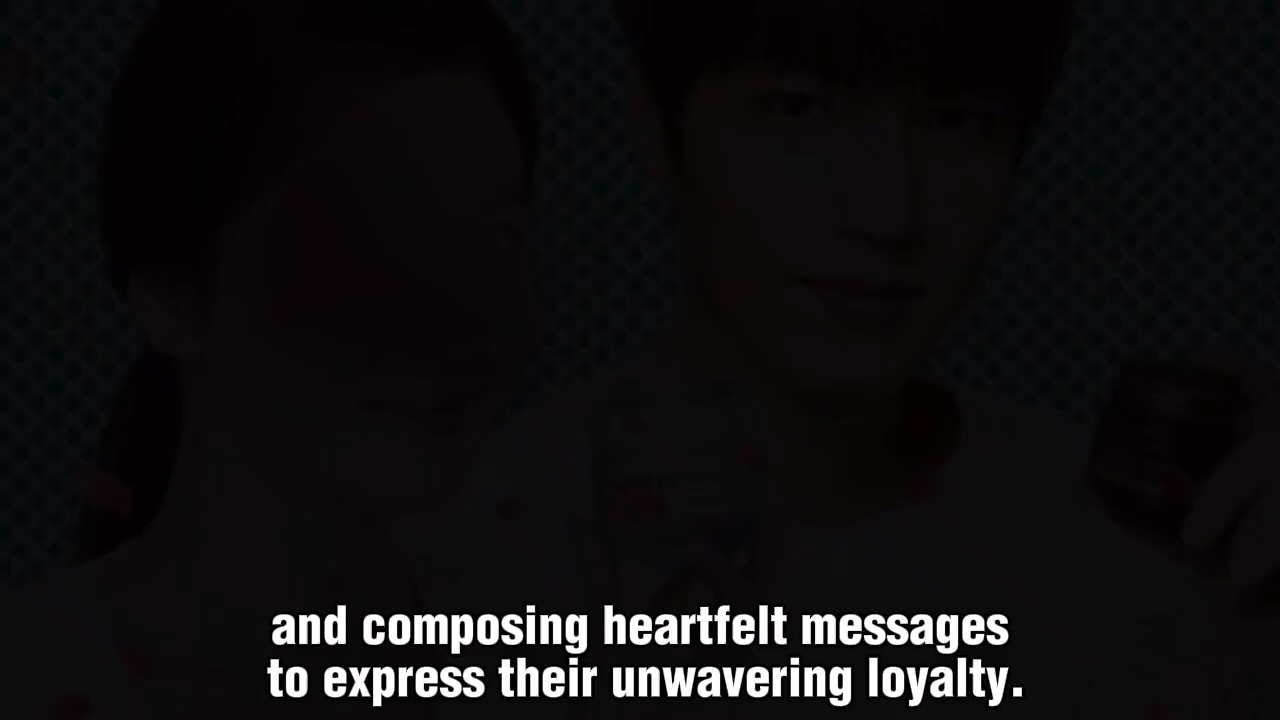 and composing heartfelt messages
to express their unwavering loyalty.